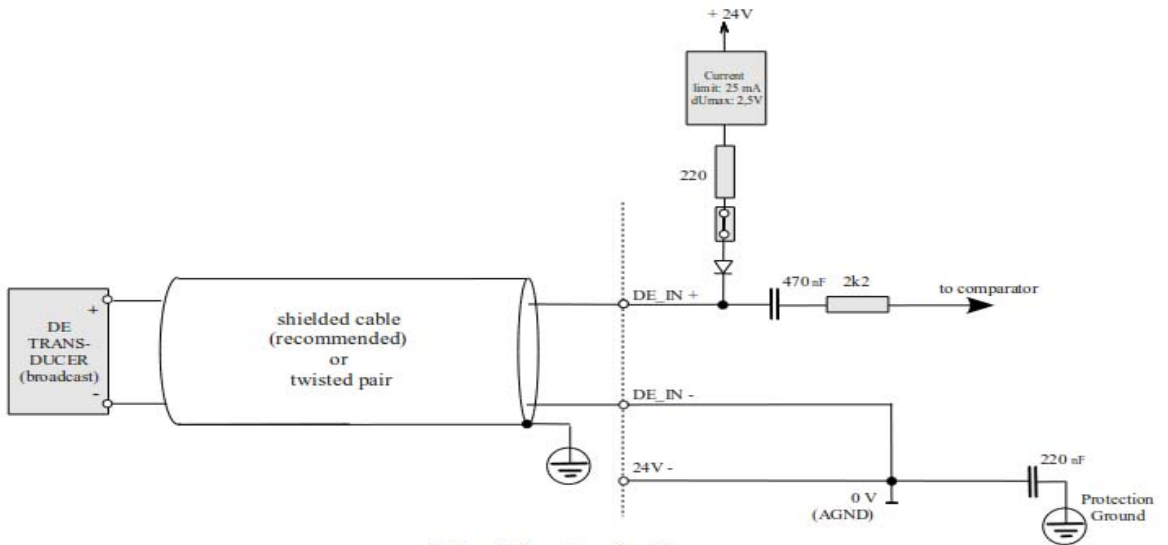 + 24V
Current
limit: 25 mA
dUmax: 2,5V
220
470 nF
2k2
to comparator
DE_IN +
+
DE
TRANS-
DUCER
(broadcast)
-
shielded cable
(recommended)
or
twisted pair
DE_IN -
24V -
0 V
(AGND)
220 nF
Protection
Ground